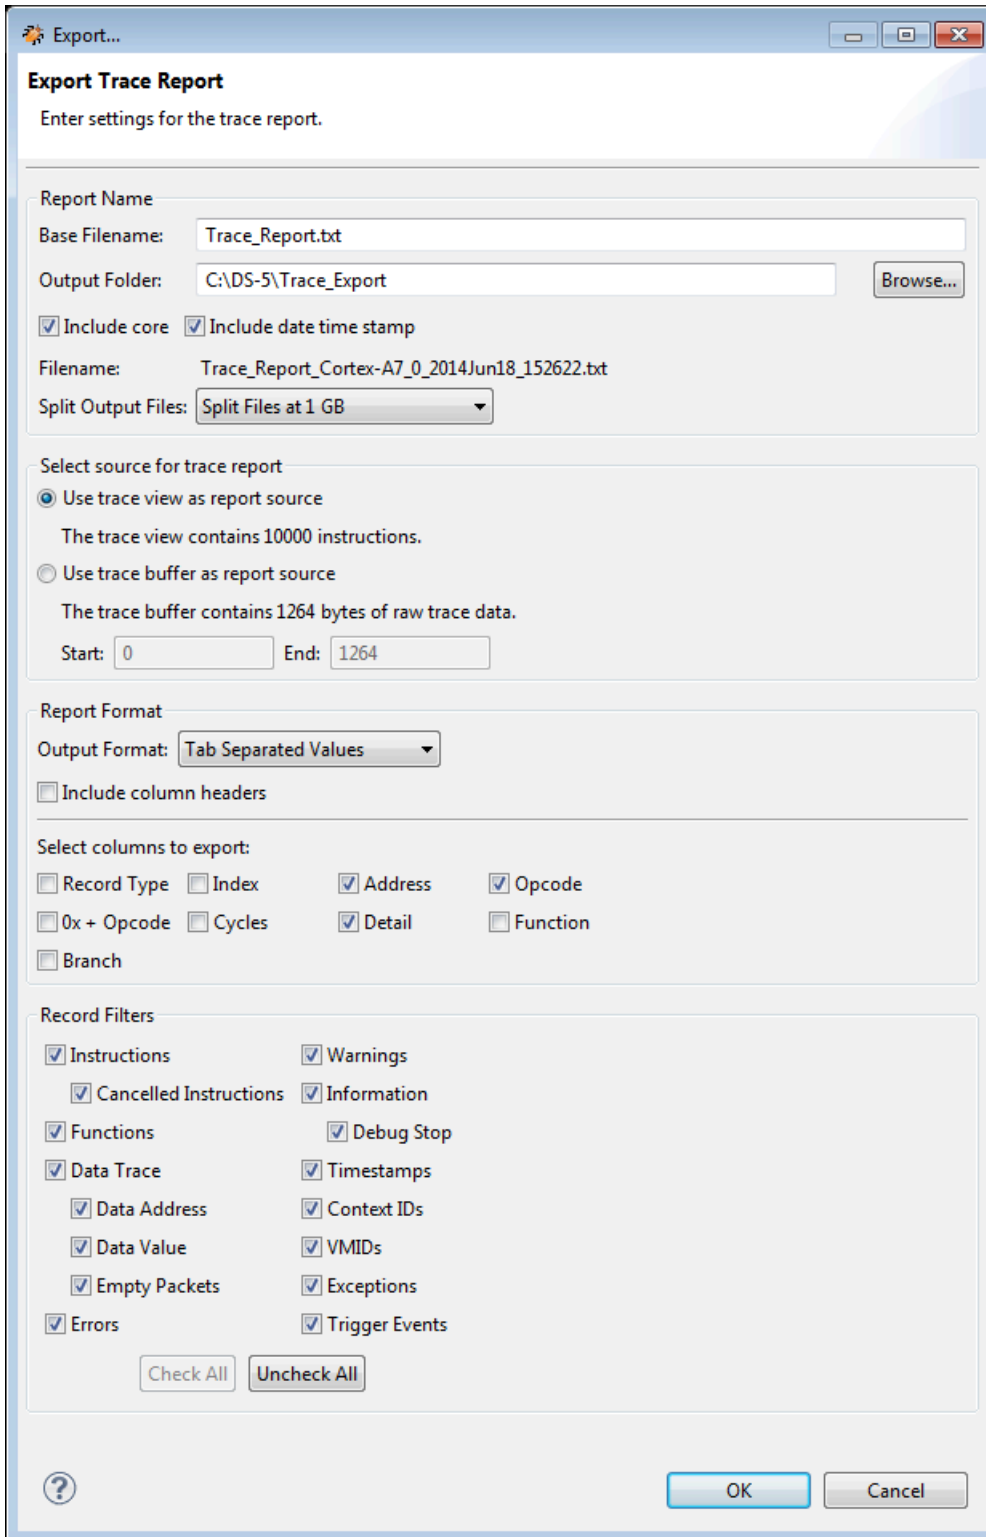 Export...
Export Trace Report
Enter settings for the trace report.
Report Name
Base Filename: Trace_Report.txt
Output Folder: C:\DS-5\Trace_Export Browse...
Include core Include date time stamp
Filename: Trace_Report_Cortex-A7_0_2014Jun18_152622.txt
Split Output Files: Split Files at 1 GB
Select source for trace report
Use trace view as report source
The trace view contains 10000 instructions.
Use trace buffer as report source
The trace buffer contains 1264 bytes of raw trace data.
Start: 0 End: 1264
Report Format
Output Format: Tab Separated Values
Include column headers
Select columns to export:
Record Type Index Address Opcode
0x + Opcode Cycles Detail Function
Branch
Record Filters
Instructions Warnings
Cancelled Instructions Information
Functions Debug Stop
Data Trace Timestamps
Data Address Context IDs
Data Value VMIDs
Empty Packets Exceptions
Errors Trigger Events
Check All Uncheck All
? OK Cancel